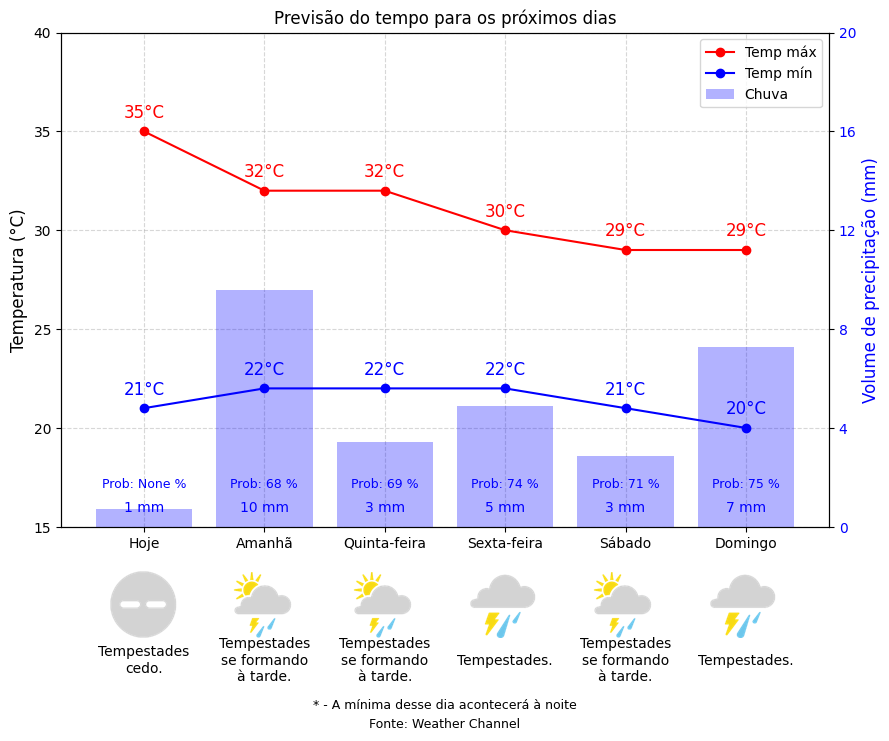 Previsão do tempo para os próximos dias
40
35
30
25
20
15
Temperatura (°C)
20
16
12
8
4
0
Volume de precipitação (mm)
Temp máx
Temp mín
Chuva
35°C
32°C
32°C
30°C
29°C
29°C
21°C
22°C
22°C
22°C
21°C
20°C
Prob: None %
Prob: 68 %
Prob: 69 %
Prob: 74 %
Prob: 71 %
Prob: 75 %
1 mm
10 mm
3 mm
5 mm
3 mm
7 mm
Hoje
Amanhã
Quinta-feira
Sexta-feira
Sábado
Domingo
Tempestades
cedo.
Tempestades
se formando
à tarde.
Tempestades
se formando
à tarde.
Tempestades.
Tempestades
se formando
à tarde.
Tempestades.
* - A mínima desse dia acontecerá à noite
Fonte: Weather Channel